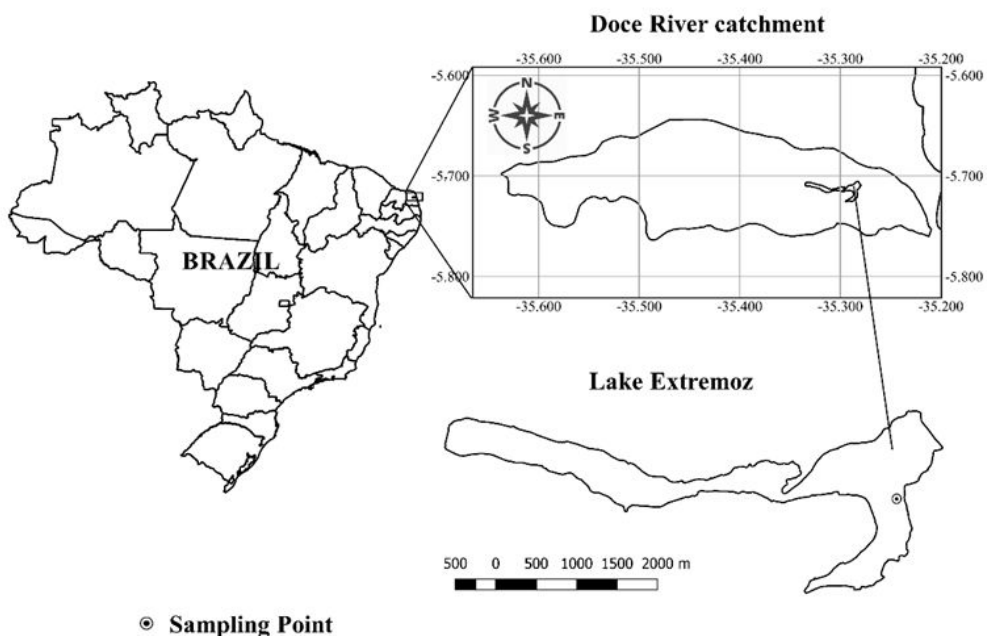 Doce River catchment
-35.600 -35.500 -35.400 -35.300 -35.200
-5.600 -5.600
N
W E
S
-5.700 -5.700
BRAZIL
-5.800 -5.800
-35.600 -35.500 -35.400 -35.300 -35.200
Lake Extremoz
500 0 500 1000 1500 2000 m
Sampling Point